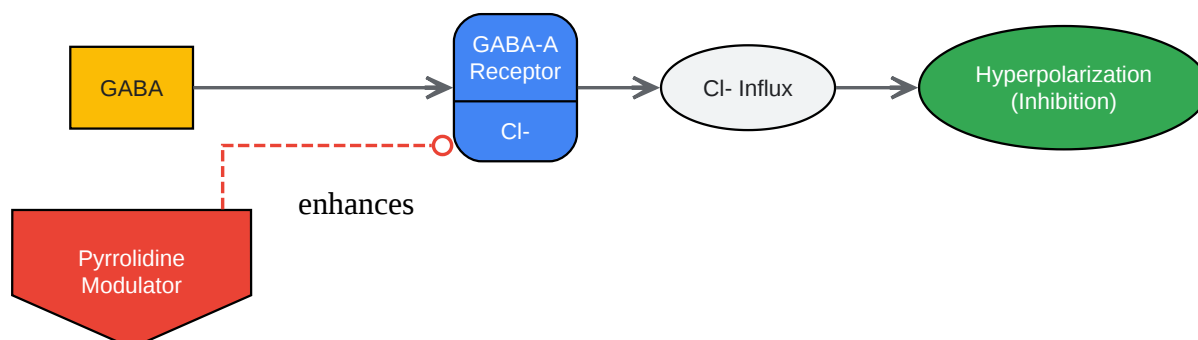 GABA
GABA-A
Receptor
Cl-
Cl- Influx
Hyperpolarization
(Inhibition)
enhances
Pyrrolidine
Modulator